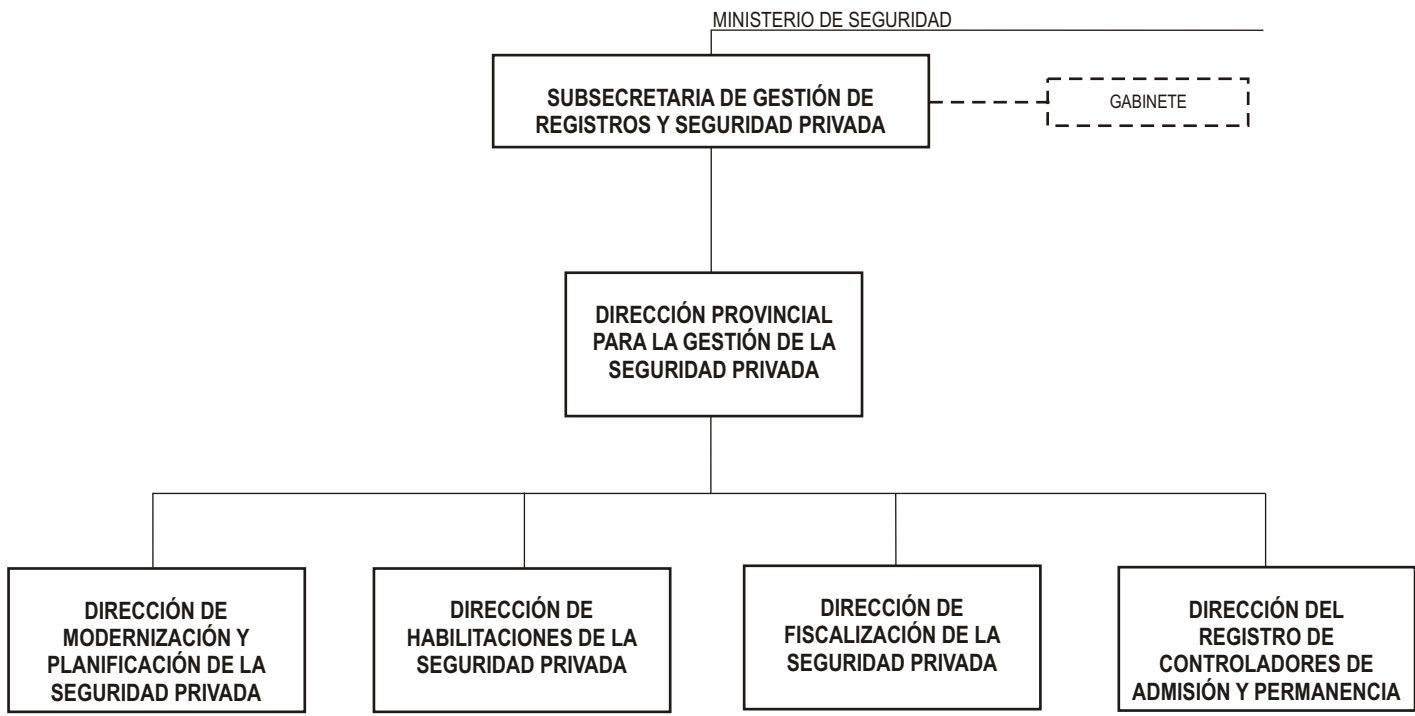 MINISTERIO DE SEGURIDAD
SUBSECRETARIA DE GESTIÓN DE
REGISTROS Y SEGURIDAD PRIVADA
GABINETE
DIRECCIÓN PROVINCIAL
PARA LA GESTIÓN DE LA
SEGURIDAD PRIVADA
DIRECCIÓN DE
MODERNIZACIÓN Y
PLANIFICACIÓN DE LA
SEGURIDAD PRIVADA
DIRECCIÓN DE
HABILITACIONES DE LA
SEGURIDAD PRIVADA
DIRECCIÓN DE
FISCALIZACIÓN DE LA
SEGURIDAD PRIVADA
DIRECCIÓN DEL
REGISTRO DE
CONTROLADORES DE
ADMISIÓN Y PERMANENCIA